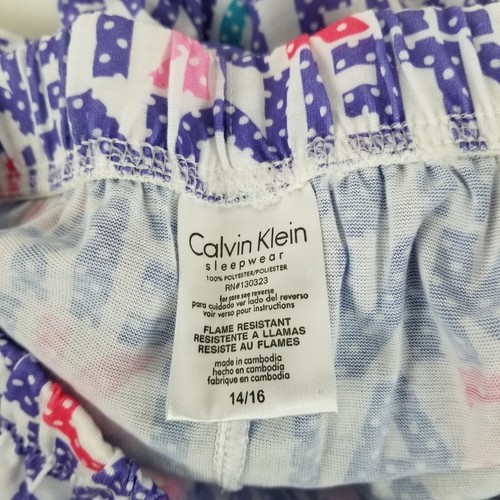 Calvin Klein
sleepwear
100% POLYESTER/POLIESTER
RN#130323
for care see reverse
para cuidado ver lado del reverso
voir verso pour instructions
FLAME RESISTANT
RESISTENTE A LLAMAS
RESISTE AU FLAMES
made in cambodia
hecho en cambodia
fabrique en cambodia
14/16